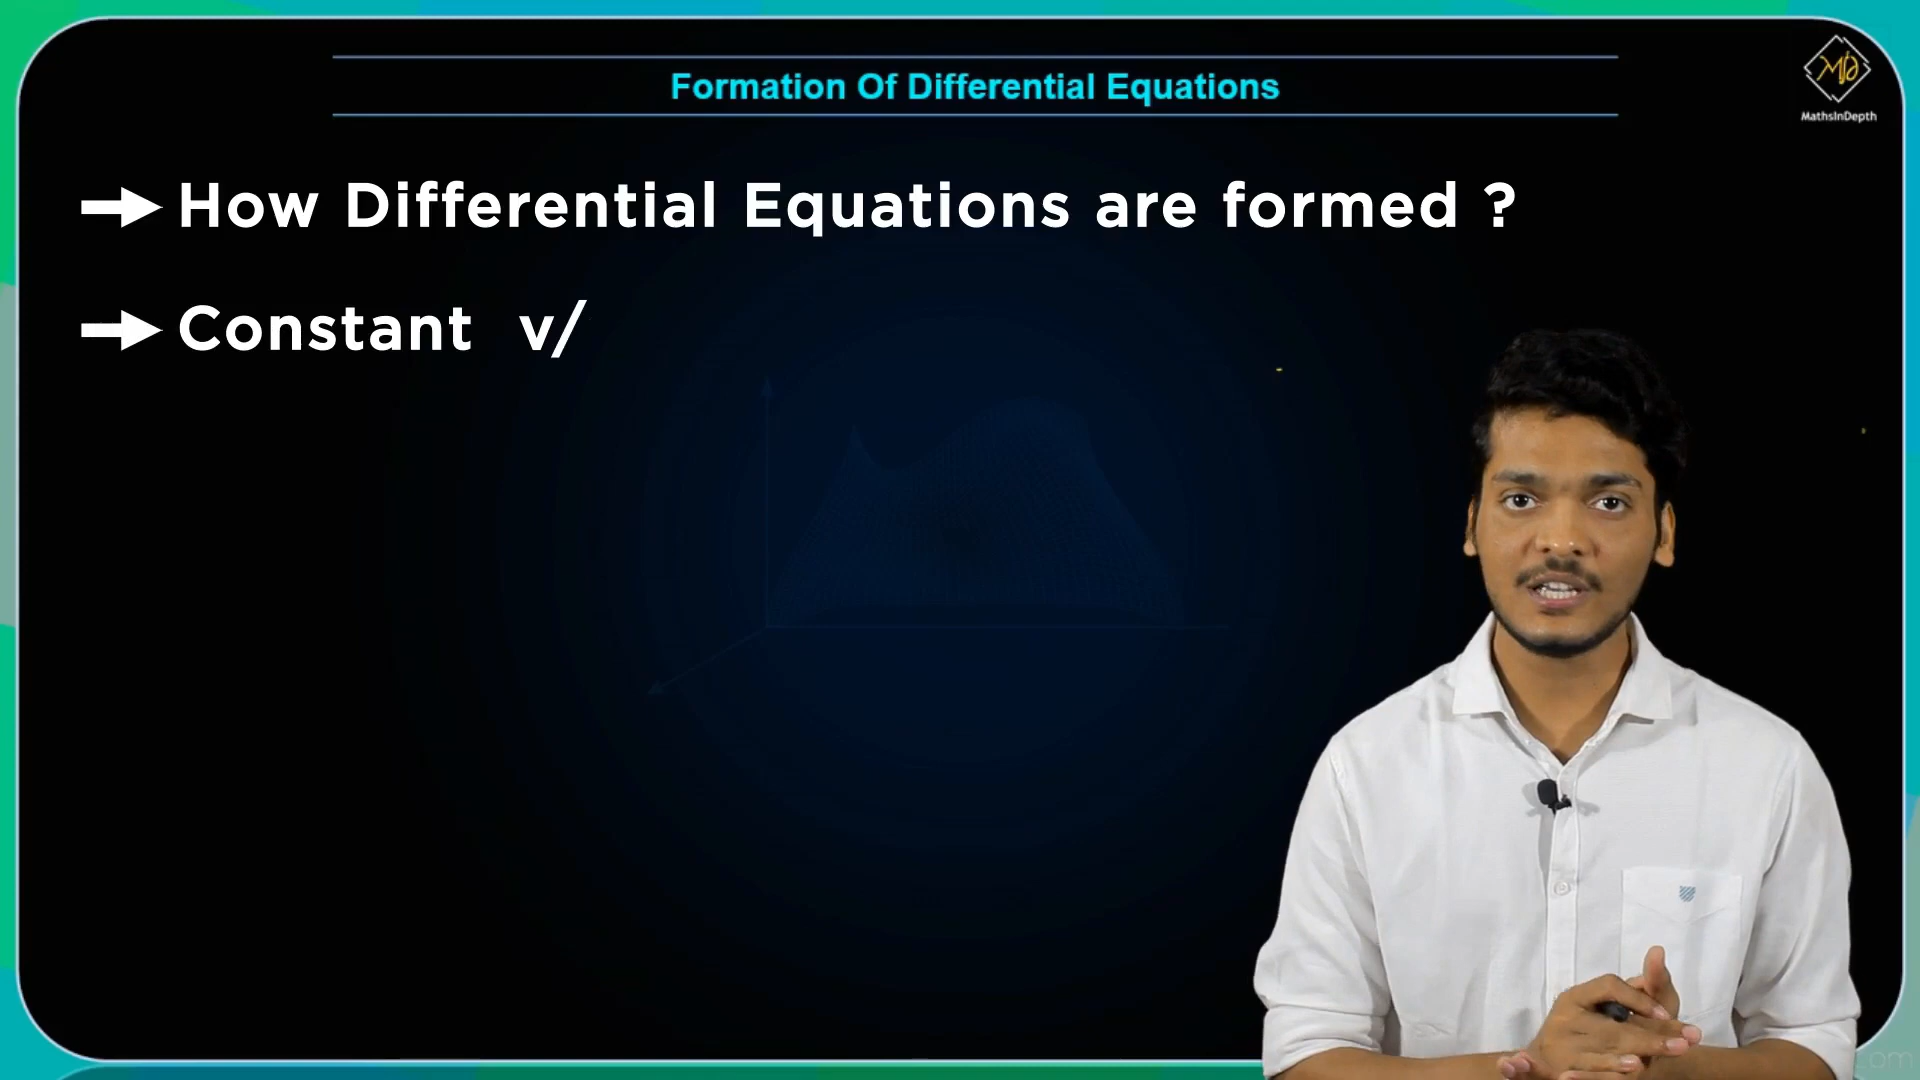 Formation Of Differential Equations
MathsInDepth
How Differential Equations are formed ?
Constant v/